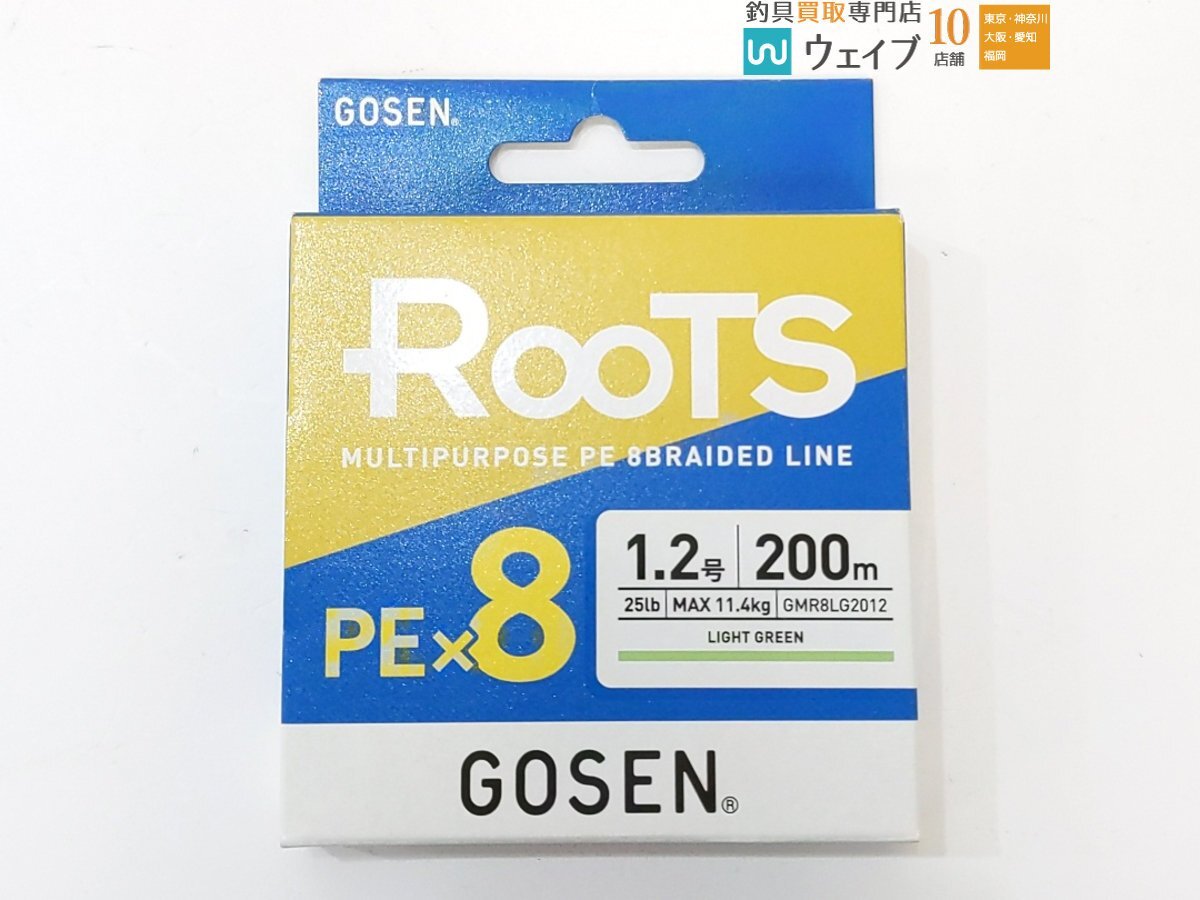 釣具買取専門店
ウェイブ
10
店舗
東京・神奈川
大阪・愛知
福岡
GOSEN®
ROOTS
MULTIPURPOSE PE 8BRAIDED LINE
PE×8
1.2号 200m
25lb MAX 11.4kg GMR8LG2012
LIGHT GREEN
GOSEN®